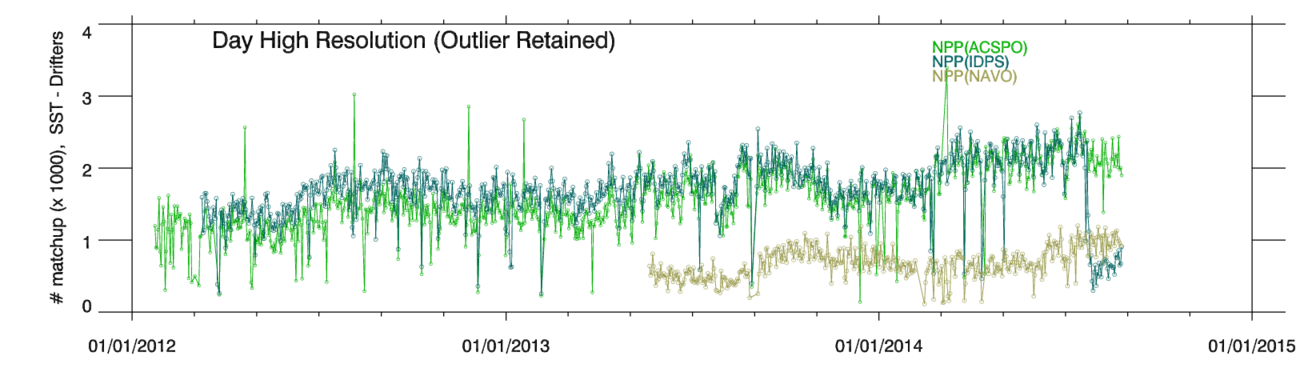 Day High Resolution (Outlier Retained)
NPP(ACSPO)
NPP(IDPS)
NPP(NAVO)
# matchup (x 1000), SST - Drifters
4
3
2
1
0
01/01/2012
01/01/2013
01/01/2014
01/01/2015